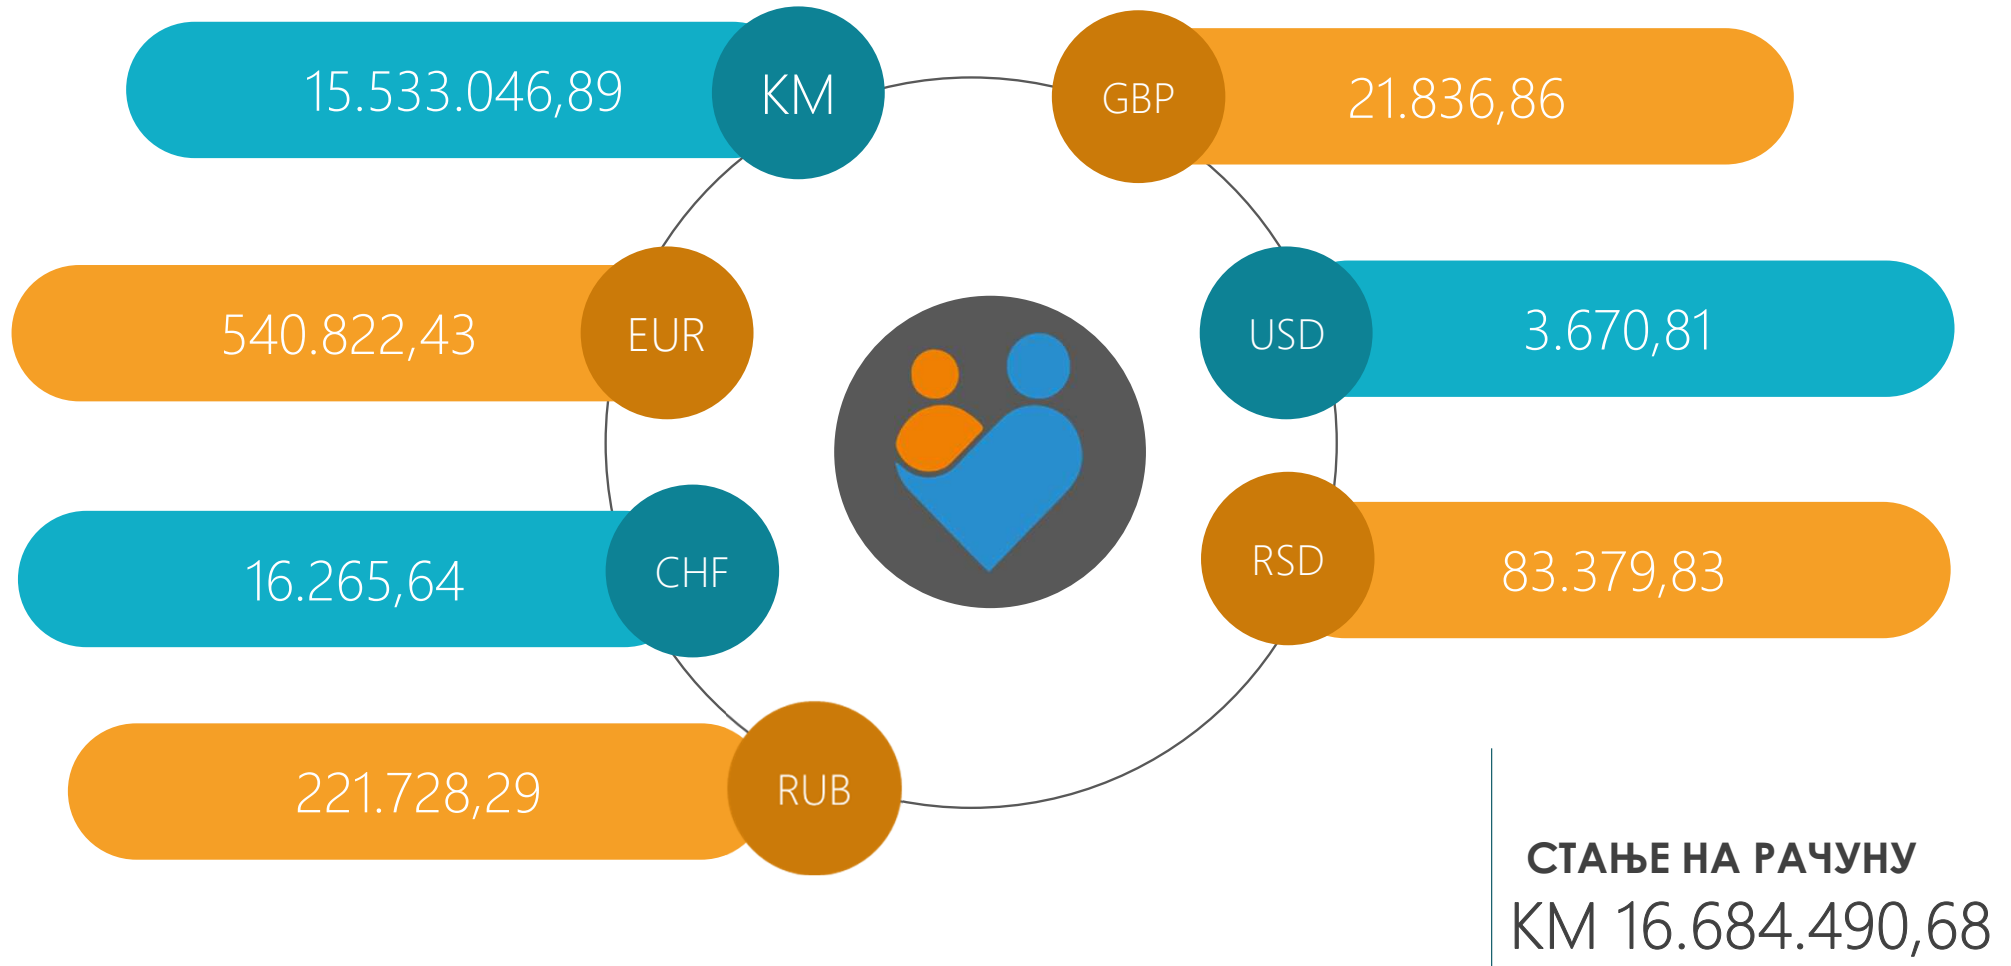 15.533.046,89
KM
GBP
21.836,86
540.822,43
EUR
USD
3.670,81
16.265,64
CHF
RSD
83.379,83
221.728,29
RUB
СТАЊЕ НА РАЧУНУ
КМ 16.684.490,68